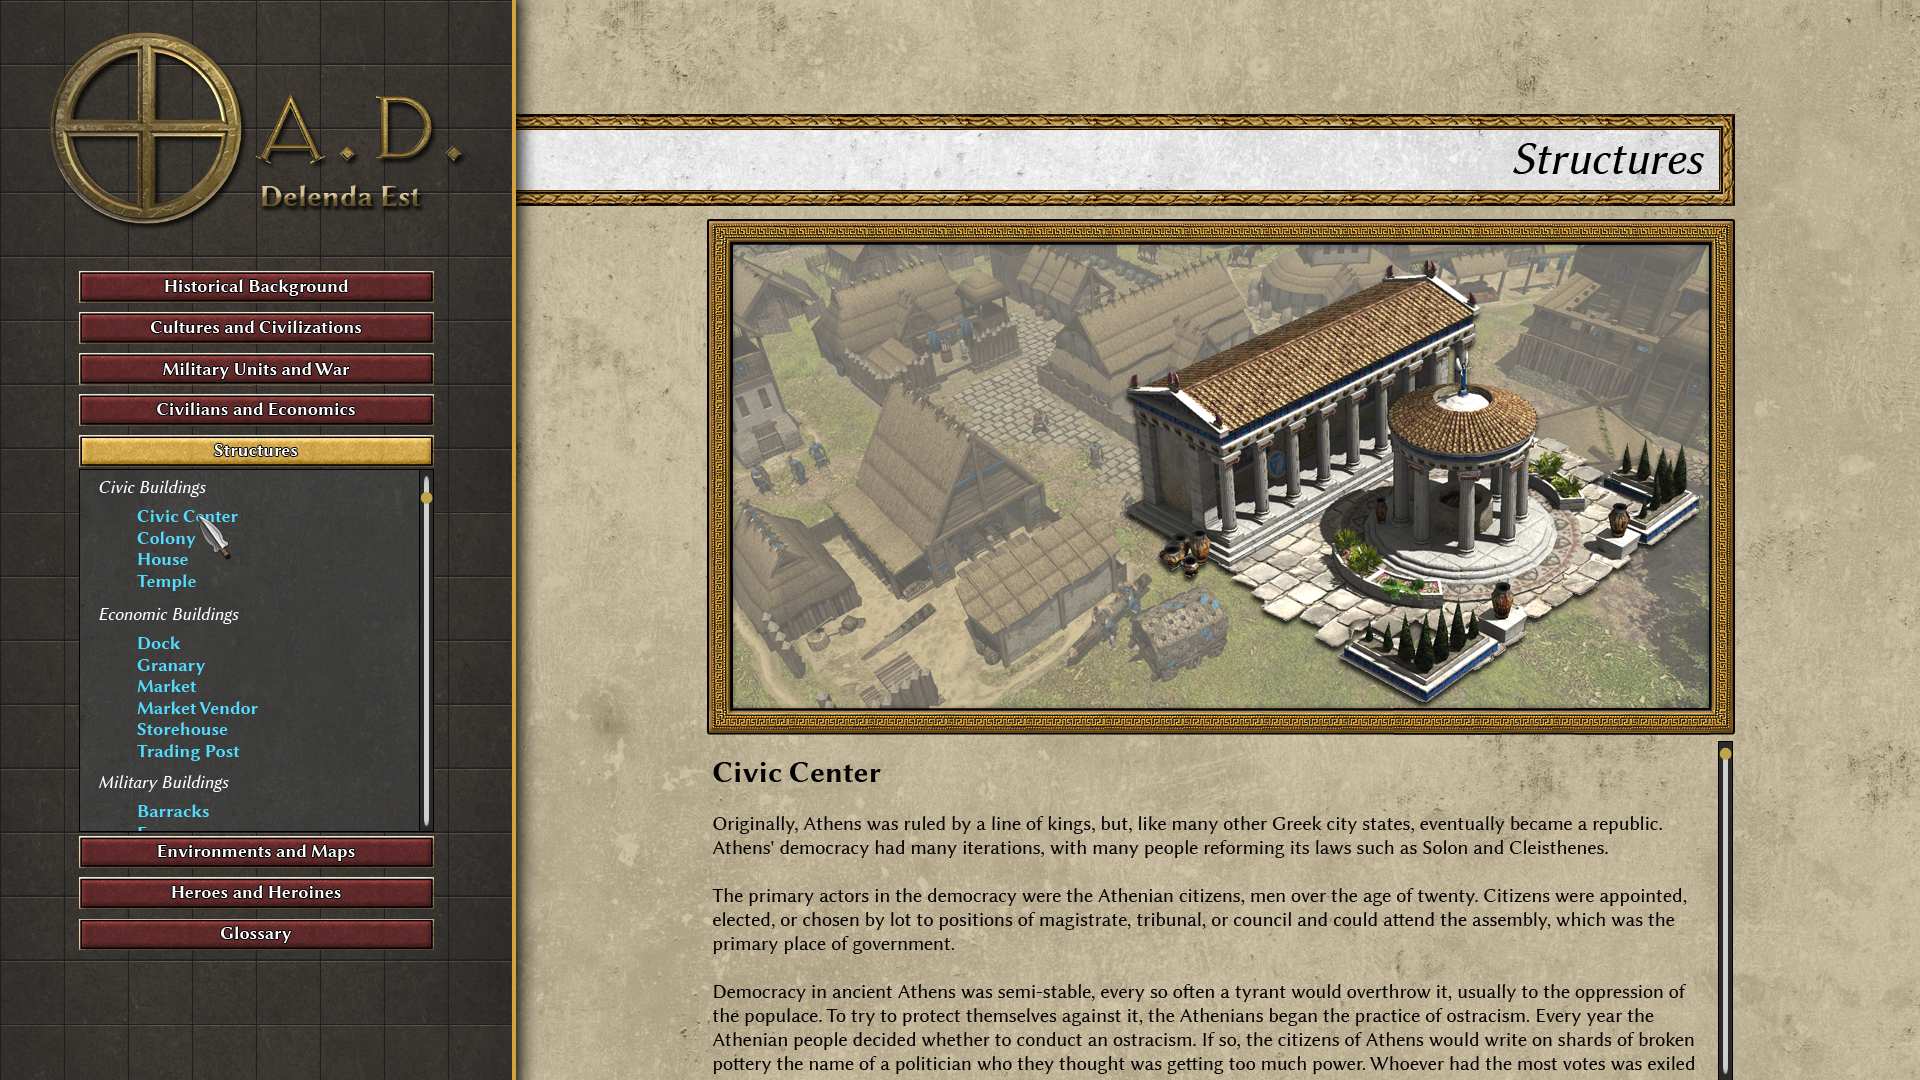 A.D.
Delenda Est
Historical Background
Cultures and Civilizations
Military Units and War
Civilians and Economics
Structures
Civic Buildings
Civic Center
Colony
House
Temple
Economic Buildings
Dock
Granary
Market
Market Vendor
Storehouse
Trading Post
Military Buildings
Barracks
Environments and Maps
Heroes and Heroines
Glossary
Structures
Civic Center
Originally, Athens was ruled by a line of kings, but, like many other Greek city states, eventually became a republic.
Athens' democracy had many iterations, with many people reforming its laws such as Solon and Cleisthenes.
The primary actors in the democracy were the Athenian citizens, men over the age of twenty. Citizens were appointed,
elected, or chosen by lot to positions of magistrate, tribunal, or council and could attend the assembly, which was the
primary place of government.
Democracy in ancient Athens was semi-stable, every so often a tyrant would overthrow it, usually to the oppression of
the populace. To try to protect themselves against it, the Athenians began the practice of ostracism. Every year the
Athenian people decided whether to conduct an ostracism. If so, the citizens of Athens would write on shards of broken
pottery the name of a politician who they thought was getting too much power. Whoever had the most votes was exiled